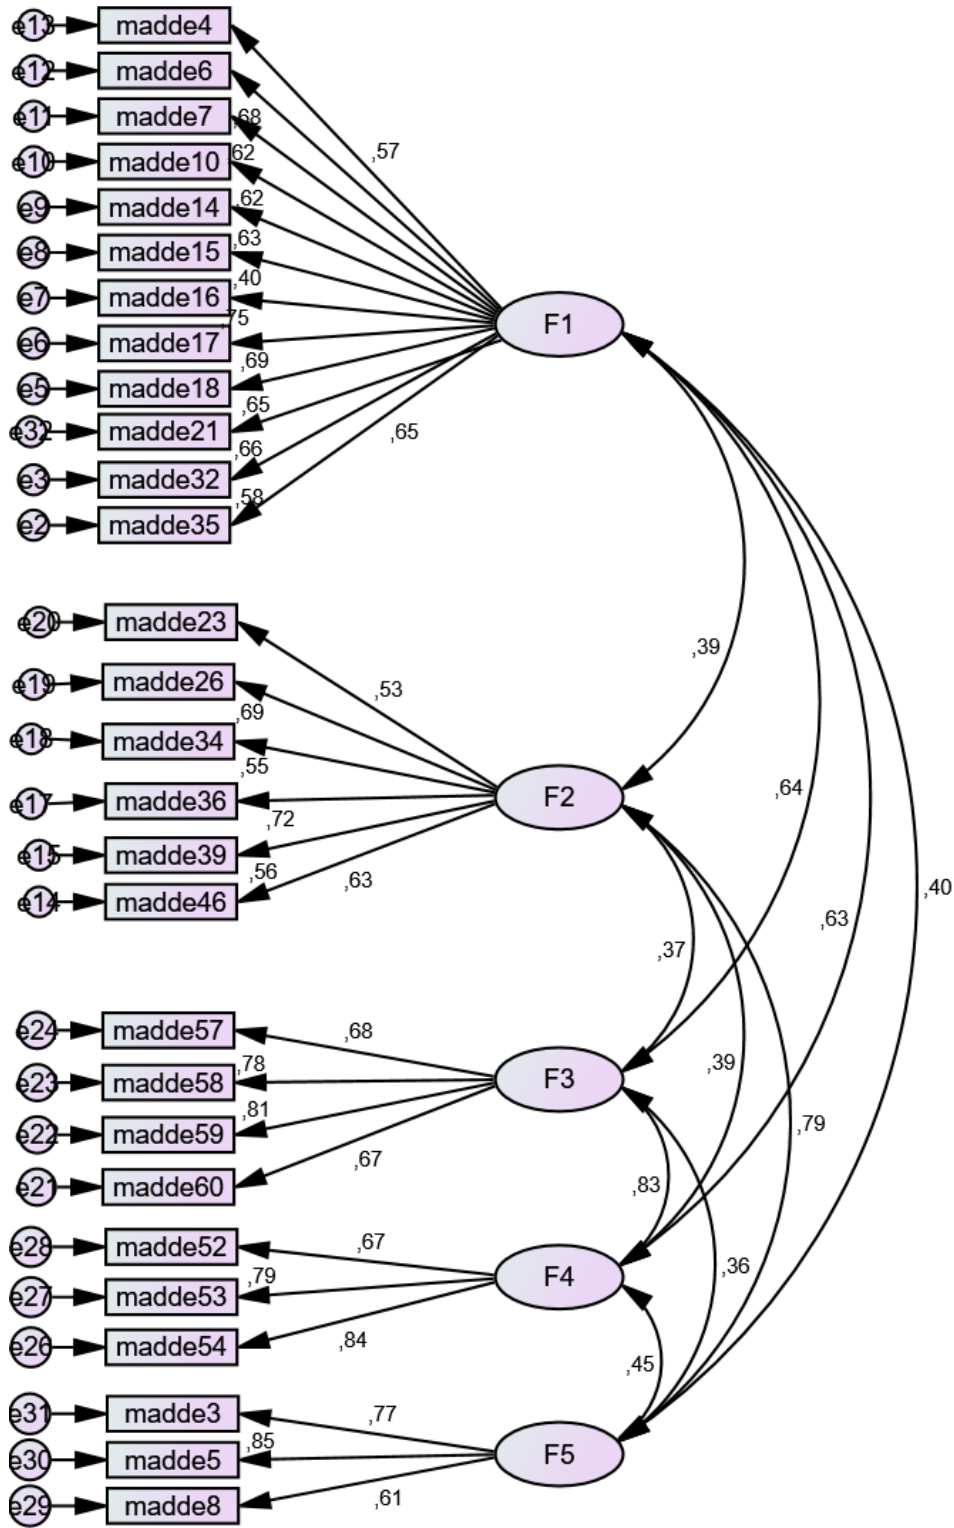 e13 madde4
e12 madde6
e11 madde7 ,68
,57
e10 madde10 ,62
e9 madde14 ,62
e8 madde15 ,63
e7 madde16 ,40
,75
F1
e6 madde17 ,69
e5 madde18 ,65
e32 madde21 ,65
e3 madde32 ,66
e2 madde35 ,58
e20 madde23
,39
e19 madde26 ,53
,69
e18 madde34 ,55
e17 madde36 ,72
F2
,64
e15 madde39 ,56
,63
e14 madde46
,40
,63
,37
e24 madde57 ,68
e23 madde58 ,78
F3
,39
e22 madde59 ,81
,79
e21 madde60 ,67
,83
e28 madde52 ,67
e27 madde53 ,79
F4
,36
e26 madde54 ,84
,45
e31 madde3 ,77
e30 madde5 ,85
F5
e29 madde8 ,61